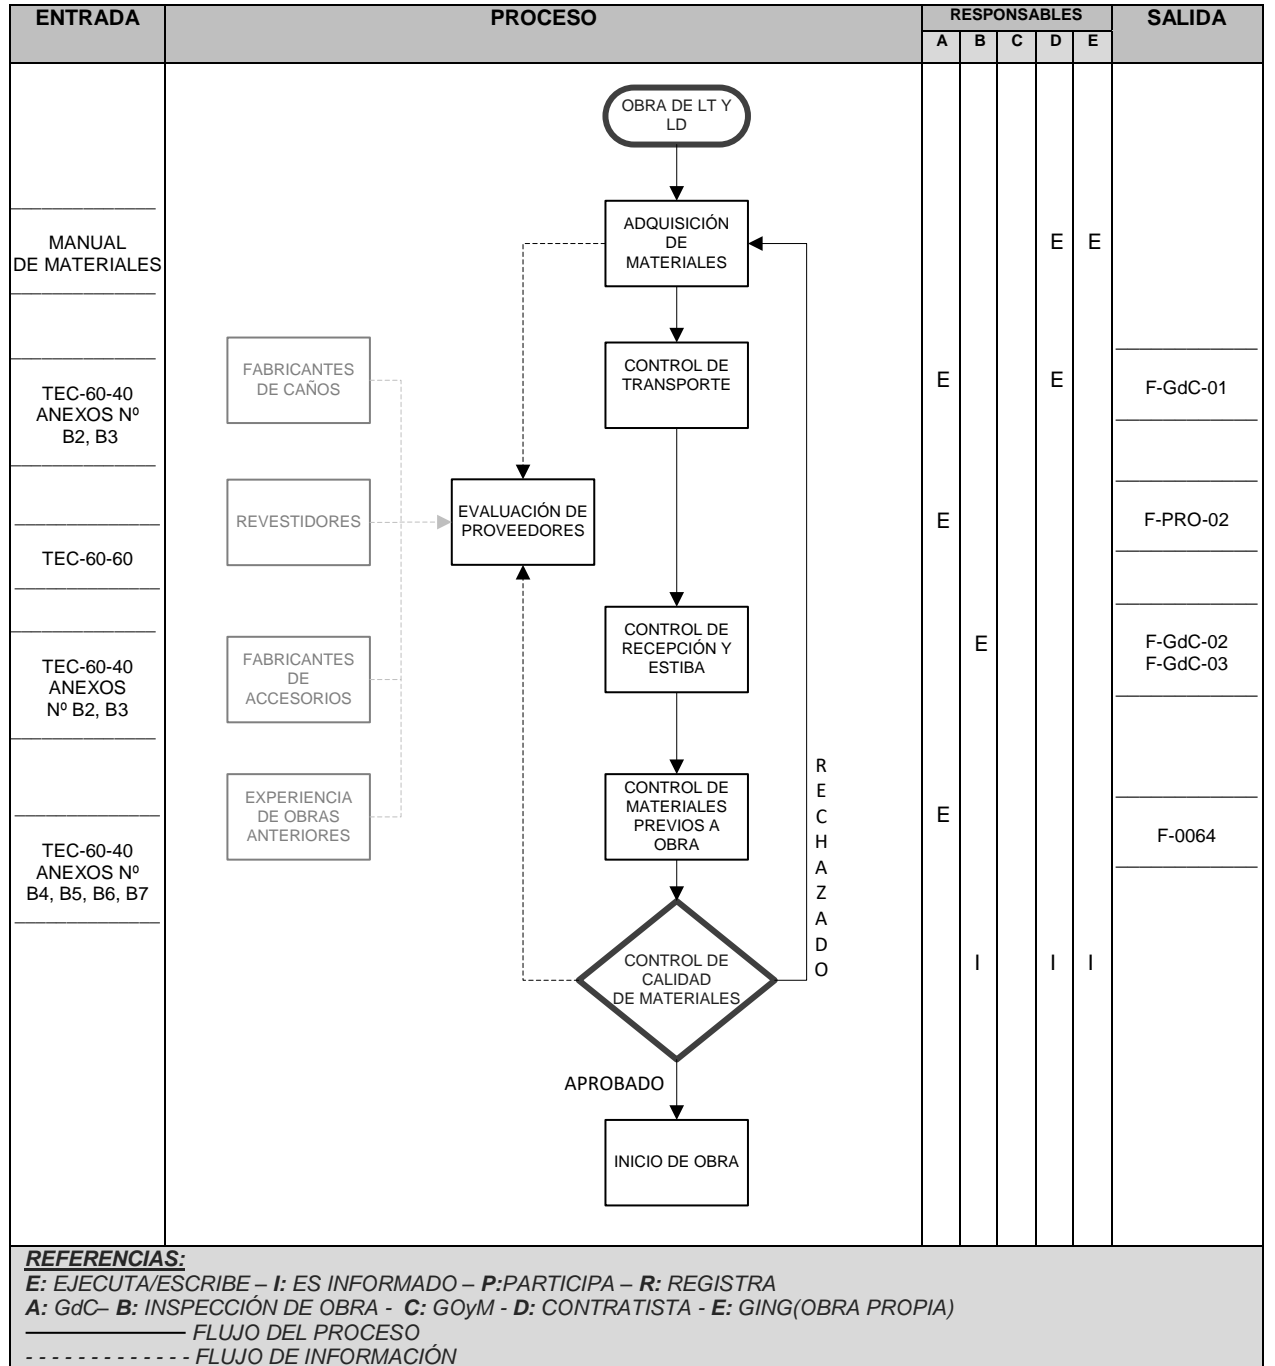 ENTRADA
PROCESO
RESPONSABLES
SALIDA
A B C D E
OBRA DE LT Y
LD
MANUAL
DE MATERIALES
ADQUISICIÓN
DE
MATERIALES
E E
TEC-60-40
ANEXOS Nº
B2, B3
FABRICANTES
DE CAÑOS
CONTROL DE
TRANSPORTE
E E
F-GdC-01
TEC-60-60
REVESTIDORES
EVALUACIÓN DE
PROVEEDORES
E
F-PRO-02
TEC-60-40
ANEXOS
Nº B2, B3
FABRICANTES
DE
ACCESORIOS
CONTROL DE
RECEPCIÓN Y
ESTIBA
E
F-GdC-02
F-GdC-03
TEC-60-40
ANEXOS Nº
B4, B5, B6, B7
EXPERIENCIA
DE OBRAS
ANTERIORES
CONTROL DE
MATERIALES
PREVIOS A
OBRA
R
E
C
H
A
Z
A
D
O
E
F-0064
CONTROL DE
CALIDAD
DE MATERIALES
I I I
APROBADO
INICIO DE OBRA
REFERENCIAS:
E: EJECUTA/ESCRIBE – I: ES INFORMADO – P:PARTICIPA – R: REGISTRA
A: GdC– B: INSPECCIÓN DE OBRA - C: GOyM - D: CONTRATISTA - E: GING(OBRA PROPIA)
FLUJO DEL PROCESO
- - - - - - - - - - - - - FLUJO DE INFORMACIÓN